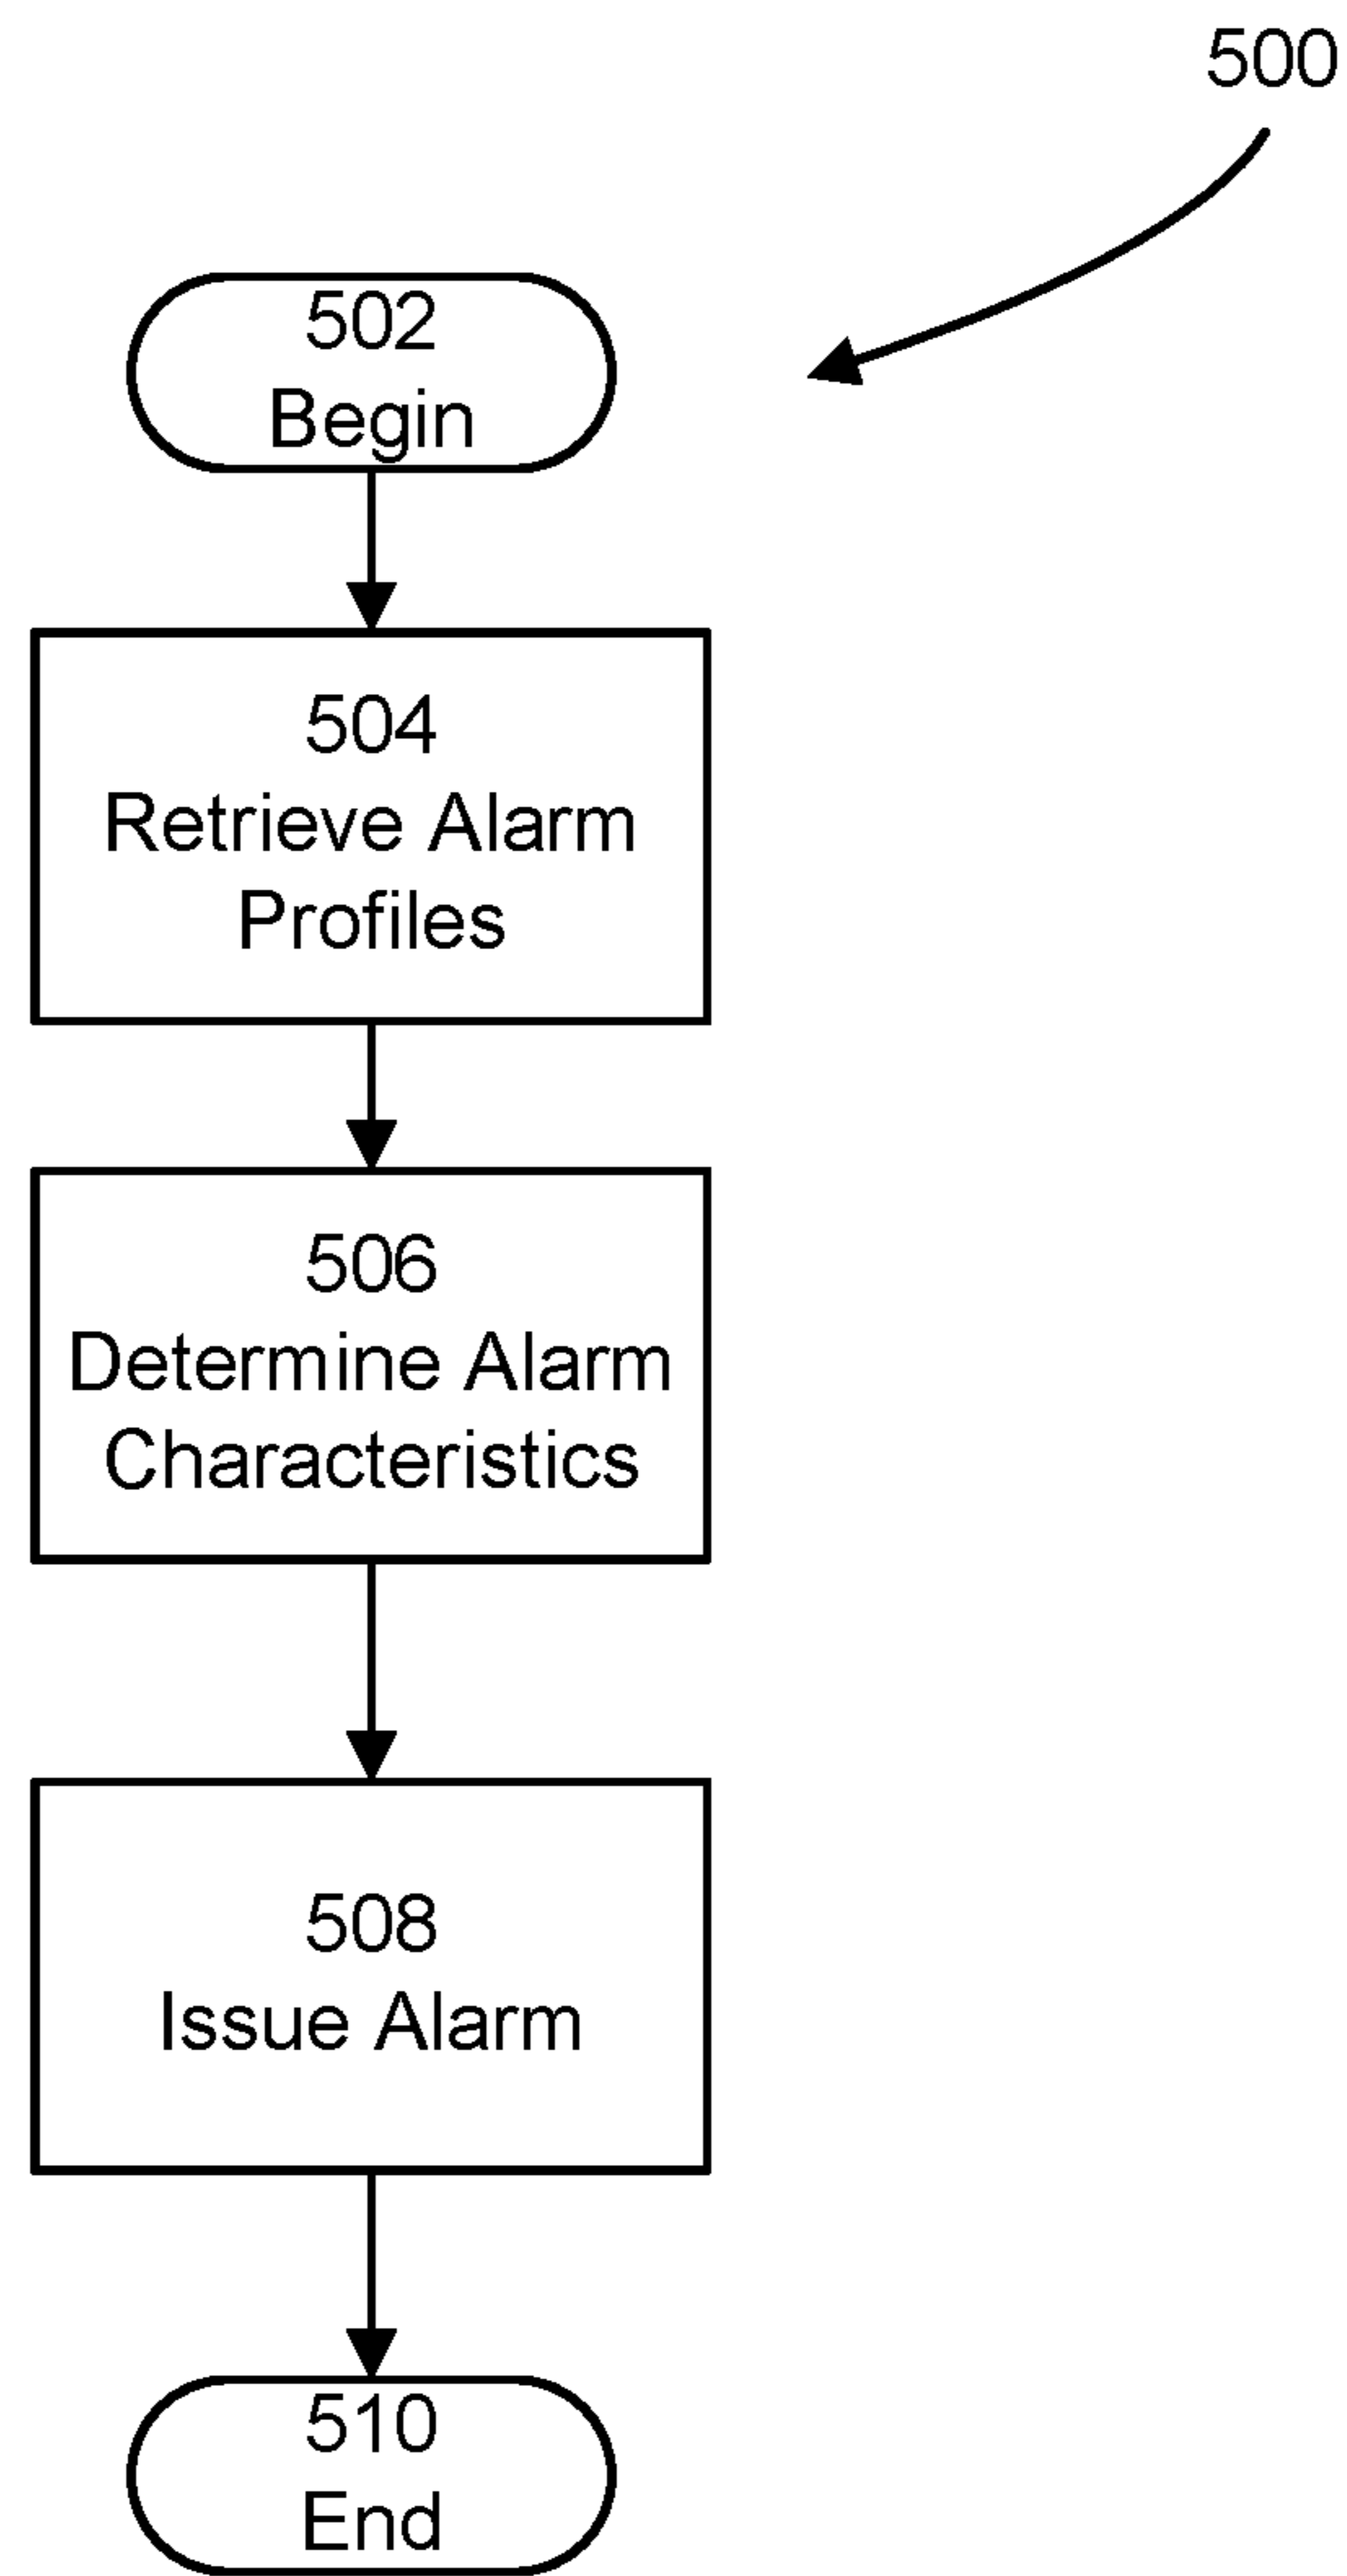 500
502
Begin
504
Retrieve Alarm
Profiles
506
Determine Alarm
Characteristics
508
Issue Alarm
510
End